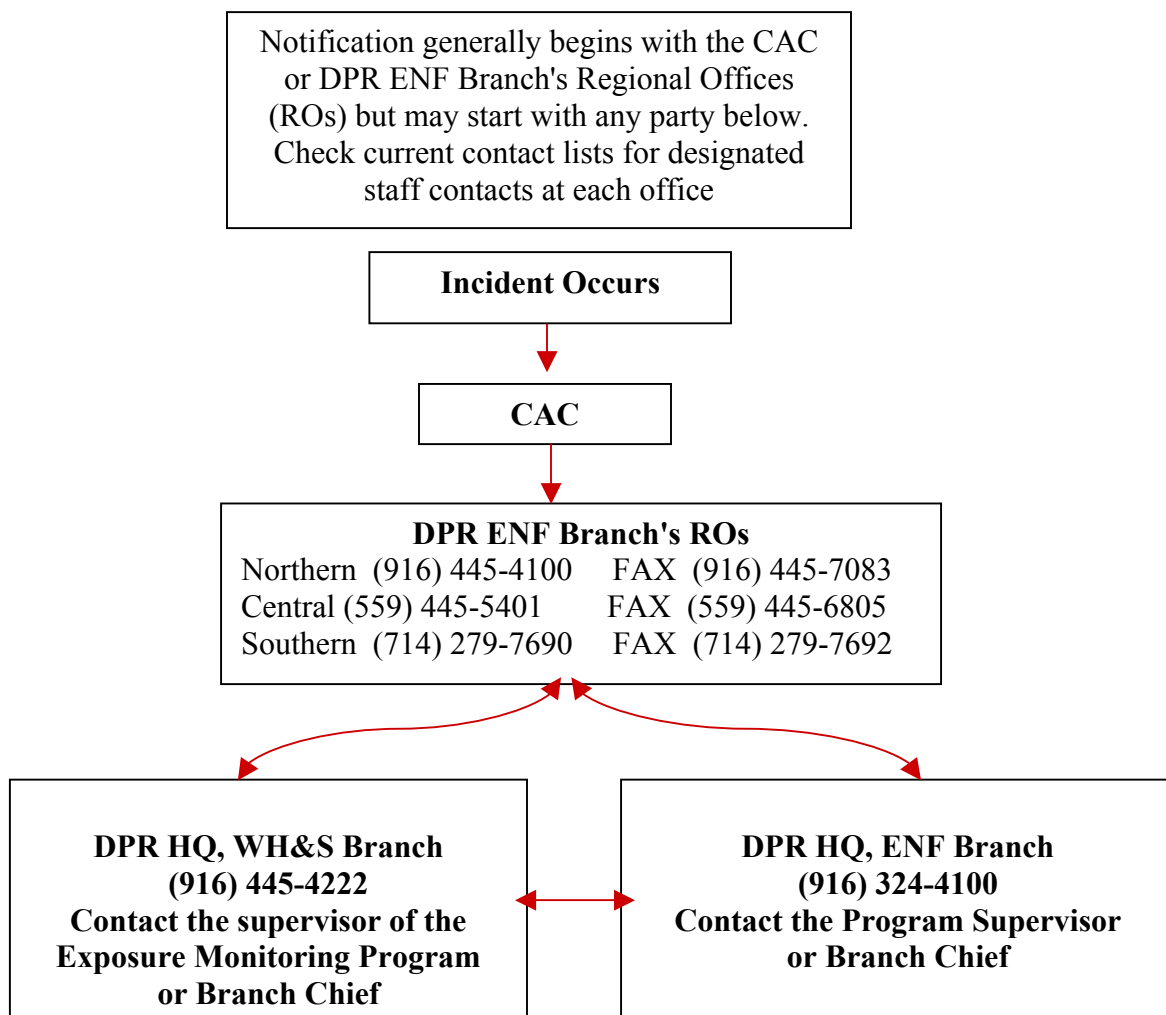 Notification generally begins with the CAC
or DPR ENF Branch's Regional Offices
(ROs) but may start with any party below.
Check current contact lists for designated
staff contacts at each office
Incident Occurs
CAC
DPR ENF Branch's ROs
Northern (916) 445-4100 FAX (916) 445-7083
Central (559) 445-5401 FAX (559) 445-6805
Southern (714) 279-7690 FAX (714) 279-7692
DPR HQ, WH&S Branch
(916) 445-4222
Contact the supervisor of the
Exposure Monitoring Program
or Branch Chief
DPR HQ, ENF Branch
(916) 324-4100
Contact the Program Supervisor
or Branch Chief